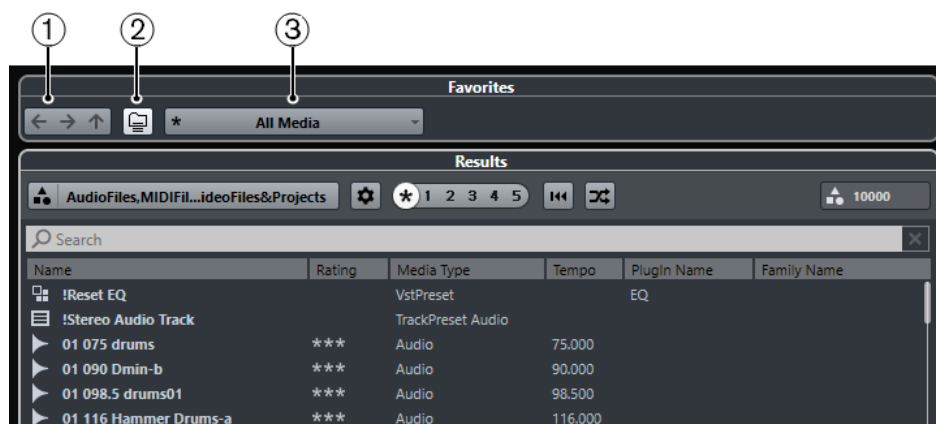 1 2 3
Favorites
* All Media
Results
AudioFiles,MIDIFil...ideoFiles&Projects * 1 2 3 4 5 10000
Search
Name Rating Media Type Tempo PlugIn Name Family Name
!Reset EQ VstPreset EQ
!Stereo Audio Track TrackPreset Audio
01 075 drums *** Audio 75.000
01 090 Dmin-b *** Audio 90.000
01 098.5 drums01 *** Audio 98.500
01 116 Hammer Drums-a *** Audio 116.000